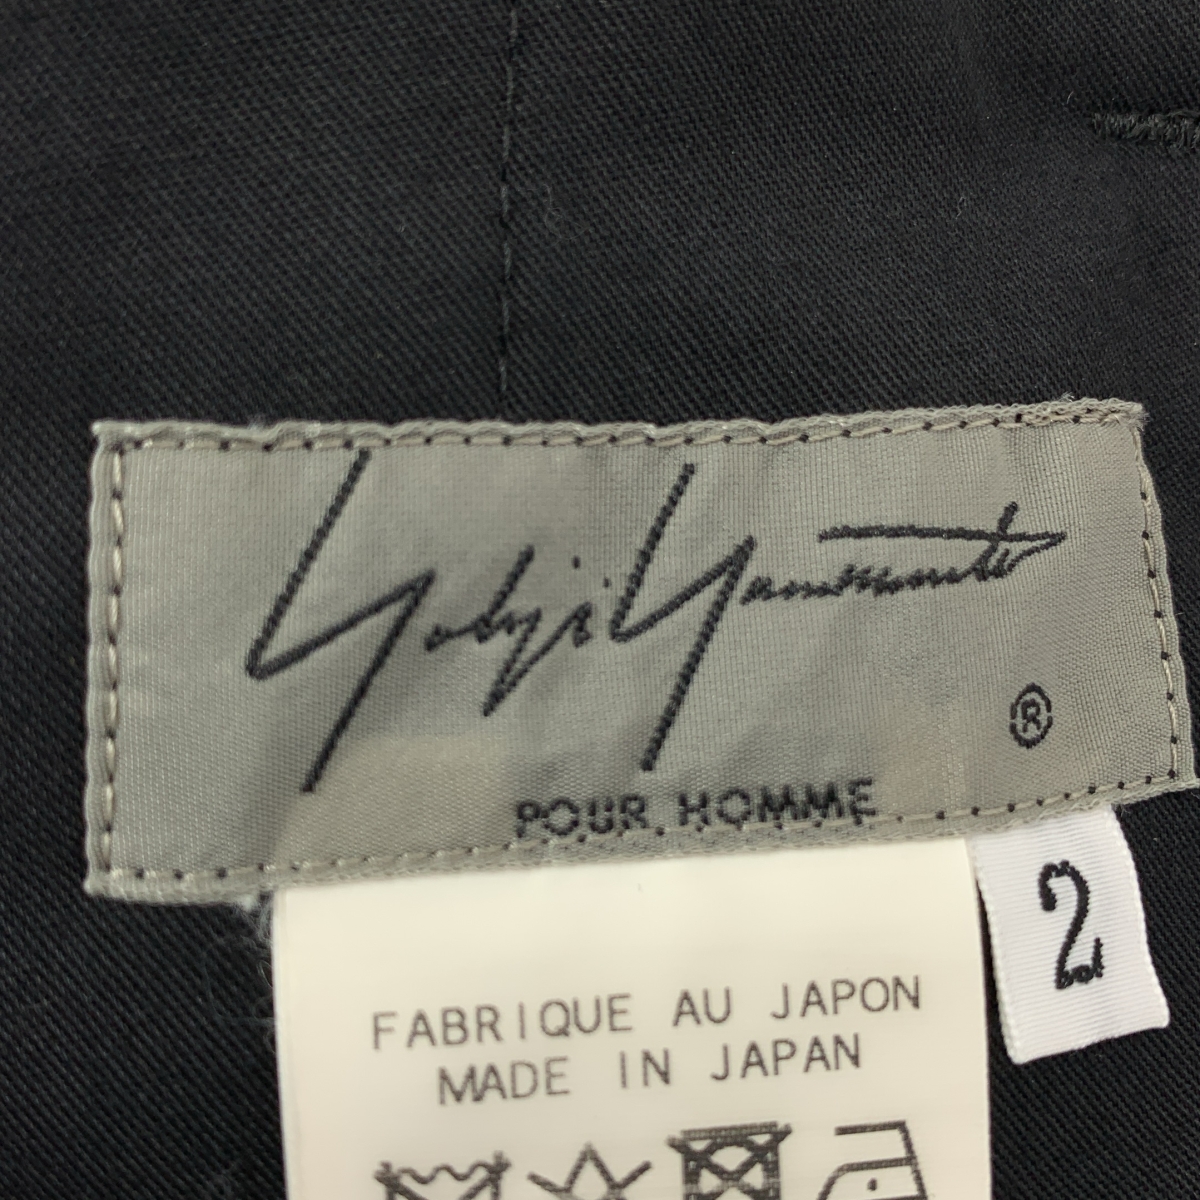 Yohji Yamamoto
®
POUR HOMME
2
FABRIQUE AU JAPON
MADE IN JAPAN